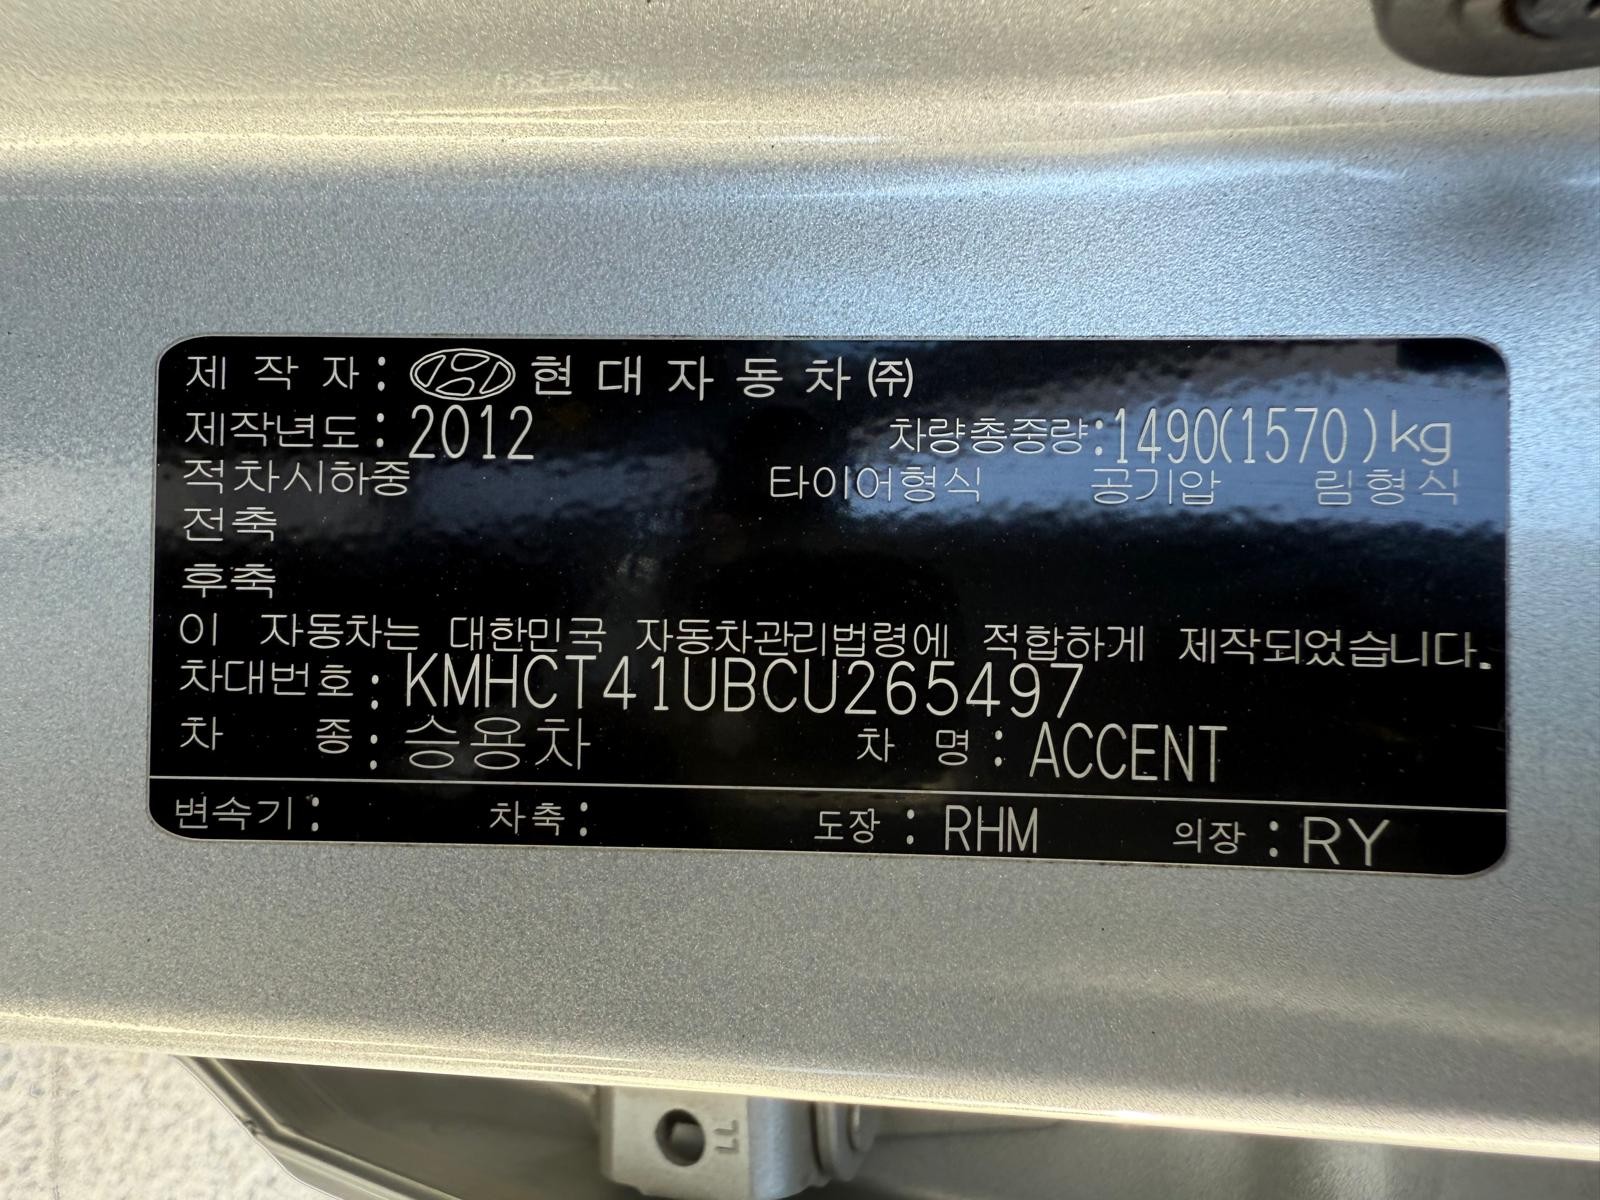 제 작 자 : 현 대 자 동 차 ㈜
제작년도 : 2012 차량총중량:1490(1570)kg
적차시하중 타이어형식 공기압 림형식
전축
후축
이 자동차는 대한민국 자동차관리법령에 적합하게 제작되었습니다.
차대번호 : KMHCT41UBCU265497
차 종 : 승용차 차 명 : ACCENT
변속기 : 차축 : 도장 : RHM 의장 : RY
LL